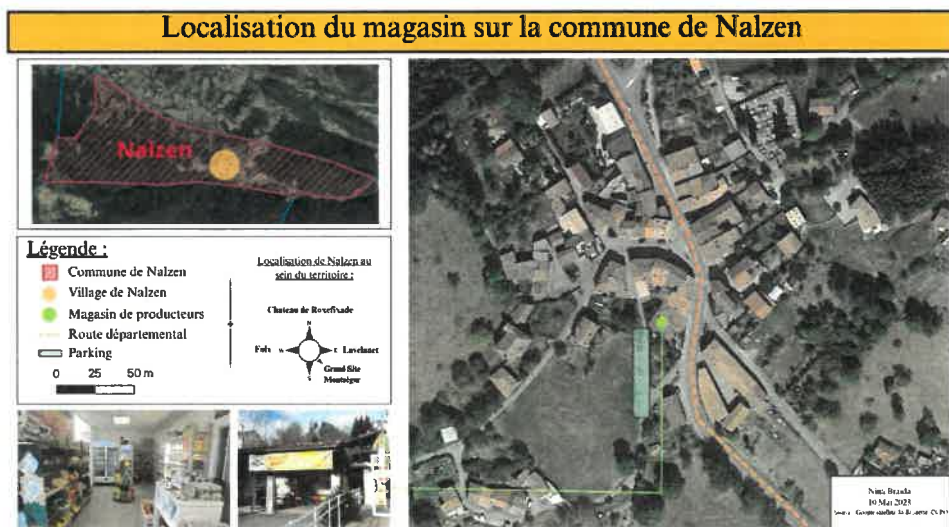 Localisation du magasin sur la commune de Nalzen
Nalzen
Légende :
Commune de Nalzen
Village de Nalzen
Magasin de producteurs
Route départemental
Parking
0 25 50 m
Localisation de Nalzen au
sein du territoire :
Chateau de Roxefixade
N
Foix W E Lavelanet
S
Grand Site
Montségur
Nina Branda
10 Mai 2023